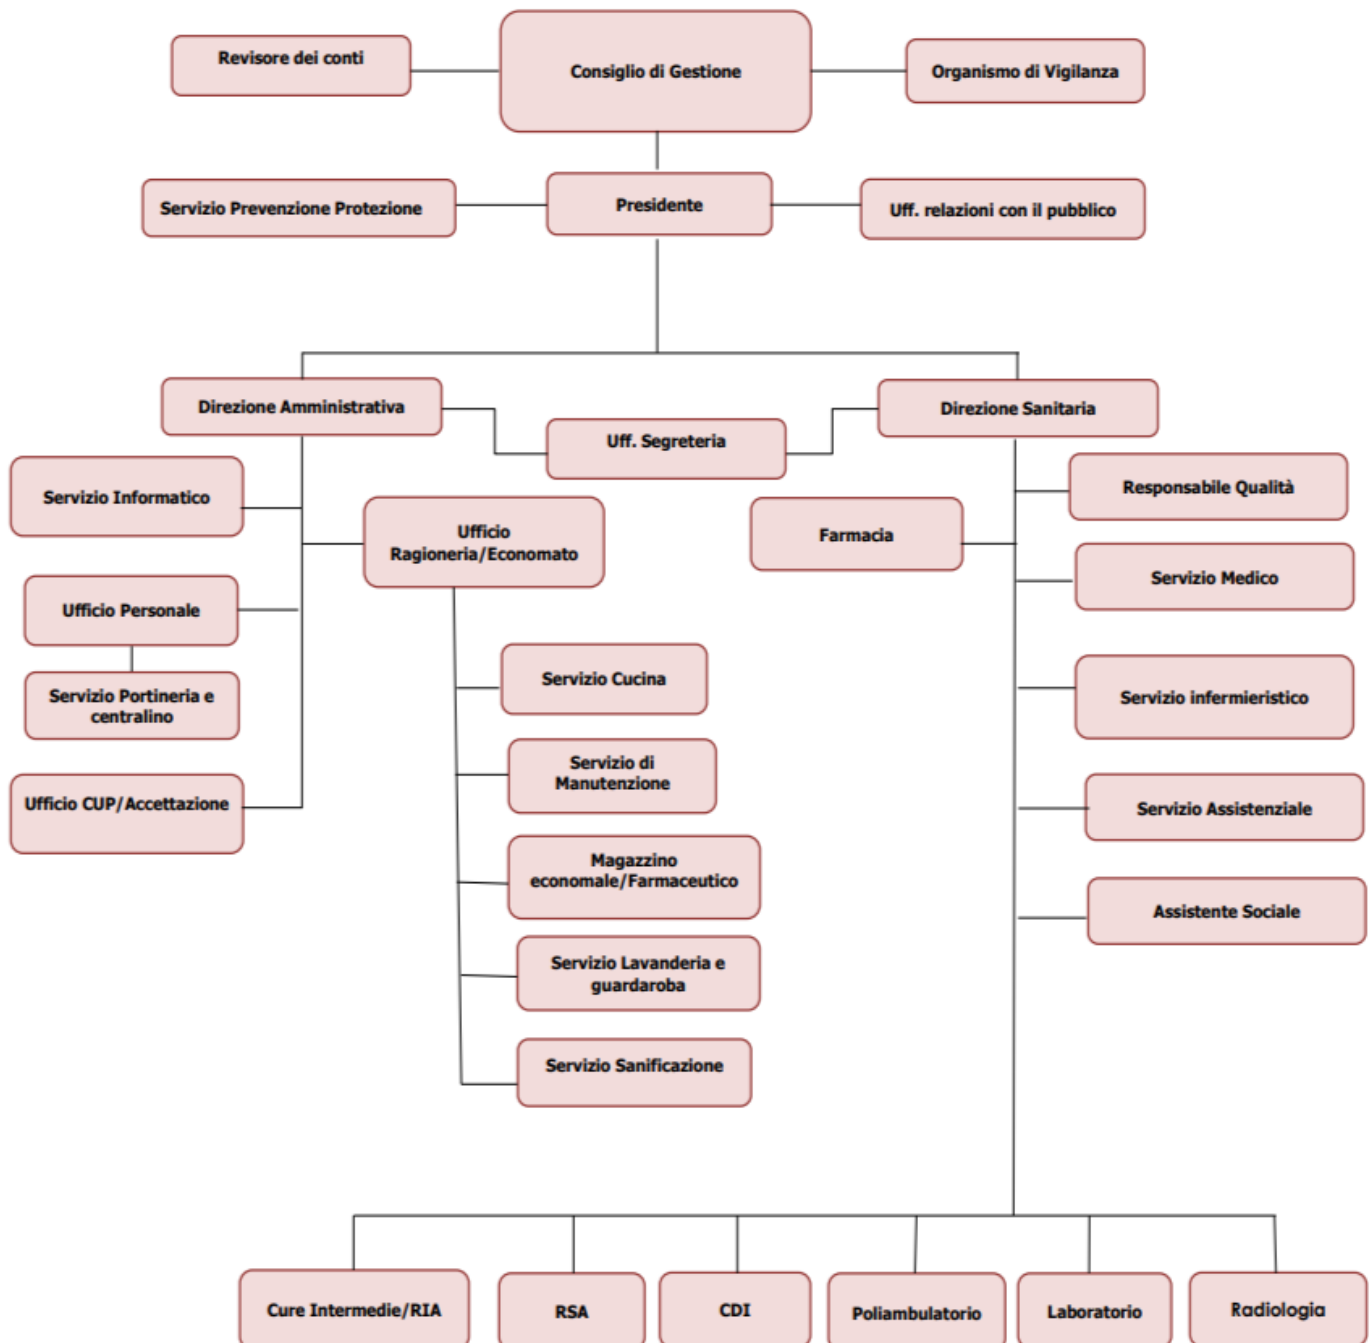 Revisore dei conti
Consiglio di Gestione
Organismo di Vigilanza
Servizio Prevenzione Protezione
Presidente
Uff. relazioni con il pubblico
Direzione Amministrativa
Direzione Sanitaria
Uff. Segreteria
Servizio Informatico
Ufficio
Ragioneria/Economato
Farmacia
Responsabile Qualità
Servizio Medico
Ufficio Personale
Servizio Portineria e
centralino
Servizio Cucina
Servizio infermieristico
Servizio di
Manutenzione
Ufficio CUP/Accettazione
Servizio Assistenziale
Magazzino
economale/Farmaceutico
Assistente Sociale
Servizio Lavanderia e
guardaroba
Servizio Sanificazione
Cure Intermedie/RIA
RSA
CDI
Poliambulatorio
Laboratorio
Radiologia